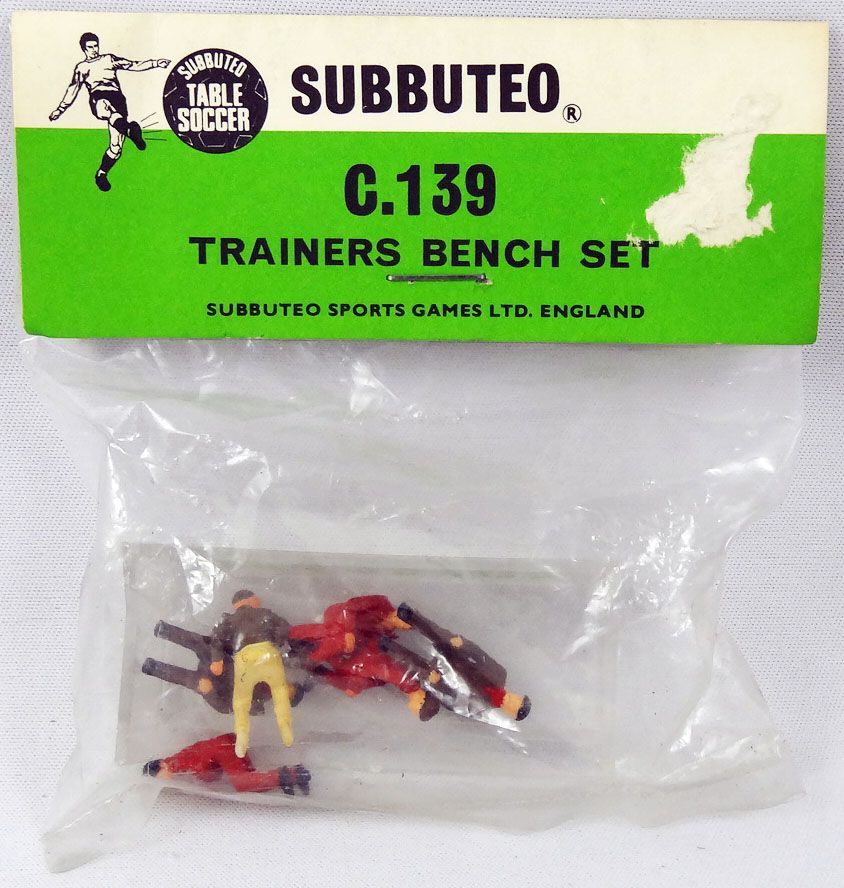 SUBBUTEO
TABLE
SOCCER
SUBBUTEO ®
C.139
TRAINERS BENCH SET
SUBBUTEO SPORTS GAMES LTD. ENGLAND